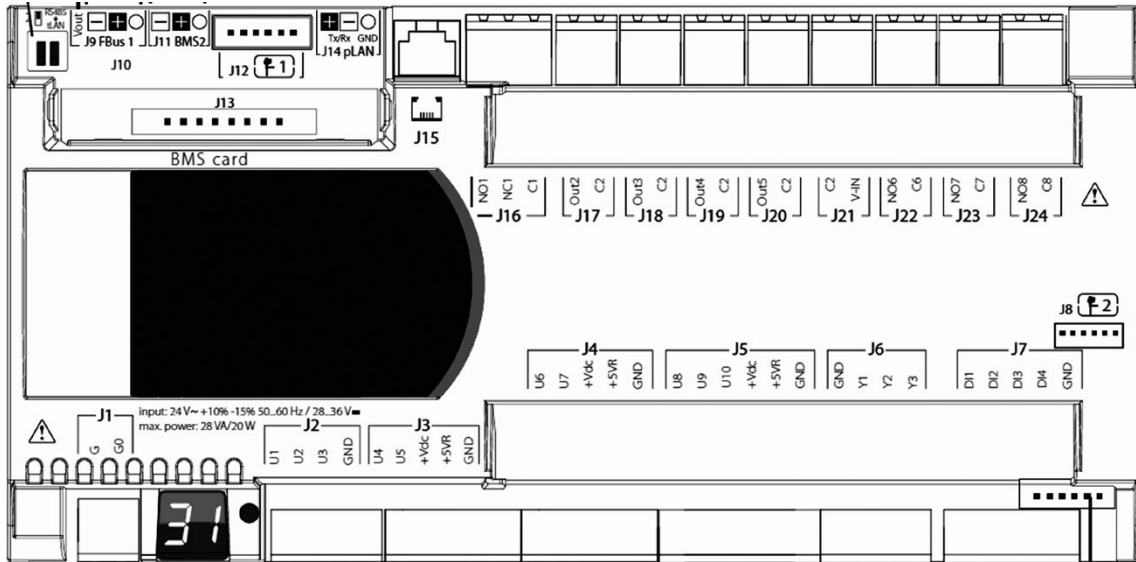 RS485
tLAN
Vout
J9 FBus 1
J11 BMS2
Tx/Rx GND
J14 pLAN
J10
J12 1
J13
J15
BMS card
NO1 NC1 C1
J16
Out2 C2
J17
Out3 C2
J18
Out4 C2
J19
Out5 C2
J20
C2 V-IN
J21
NO6 C6
J22
NO7 C7
J23
NO8 C8
J24
J8 2
J4
U6 U7 +Vdc +5VR GND
J5
U8 U9 U10 +Vdc +5VR GND
J6
GND Y1 Y2 Y3
J7
DI1 DI2 DI3 DI4 GND
J1
G G0
input: 24 V~ +10% -15% 50...60 Hz / 28...36 V⎓
max. power: 28 VA/20 W
J2
U1 U2 U3 GND
J3
U4 U5 +Vdc +5VR GND
31